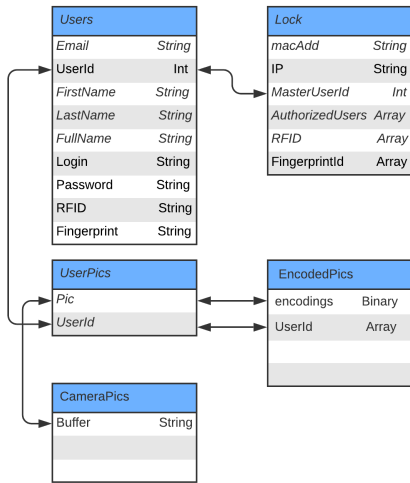 Users
Email String
UserId Int
FirstName String
LastName String
FullName String
Login String
Password String
RFID String
Fingerprint String
Lock
macAdd String
IP String
MasterUserId Int
AuthorizedUsers Array
RFID Array
FingerprintId Array
UserPics
Pic
UserId
EncodedPics
encodings Binary
UserId Array
CameraPics
Buffer String